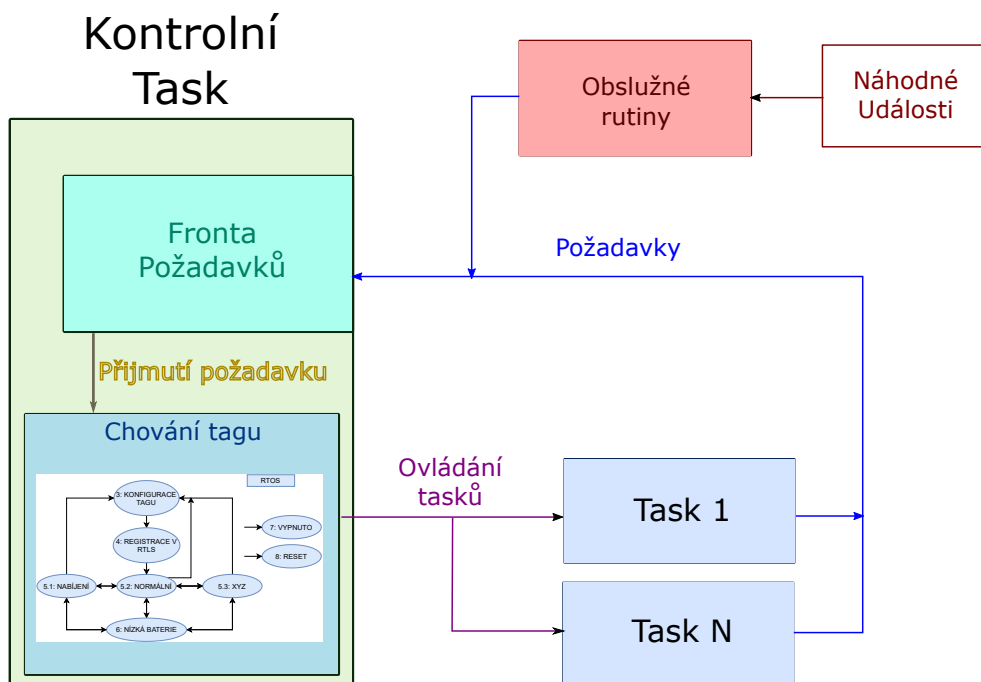 Kontrolní
Task
Obslužné
rutiny
Náhodné
Události
Fronta
Požadavků
Požadavky
Přijmutí požadavku
Chování tagu
RTOS
3: KONFIGURACE
TAGU
4: REGISTRACE V
RTLS
7: VYPNUTO
8: RESET
5.1: NABÍJENÍ
5.2: NORMÁLNÍ
5.3: XYZ
6: NÍZKÁ BATERIE
Ovládání
tasků
Task 1
Task N